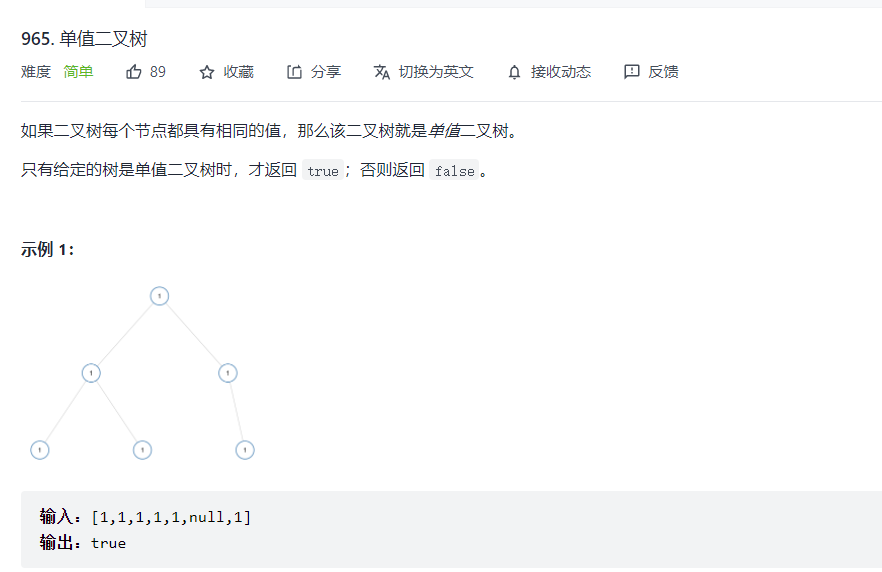 965. 单值二叉树
难度 简单 89 收藏 分享 切换为英文 接收动态 反馈
如果二叉树每个节点都具有相同的值，那么该二叉树就是单值二叉树。
只有给定的树是单值二叉树时，才返回 true；否则返回 false。
示例 1：
1
1 1
1 1 1
输入：[1,1,1,1,1,null,1]
输出：true